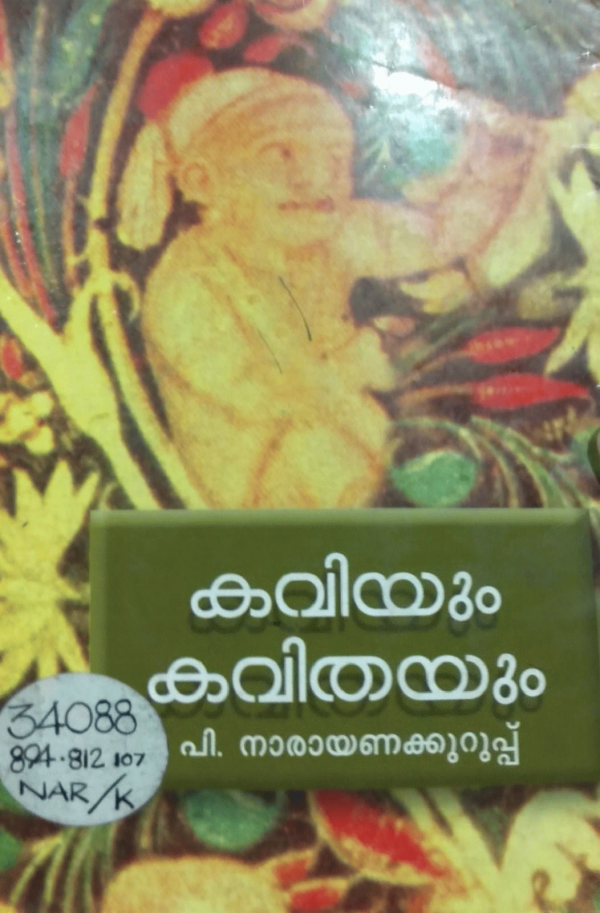 കവിയും
കവിതയും
പി. നാരായണക്കുറുപ്പ്
34088
894.812 107
NAR/K